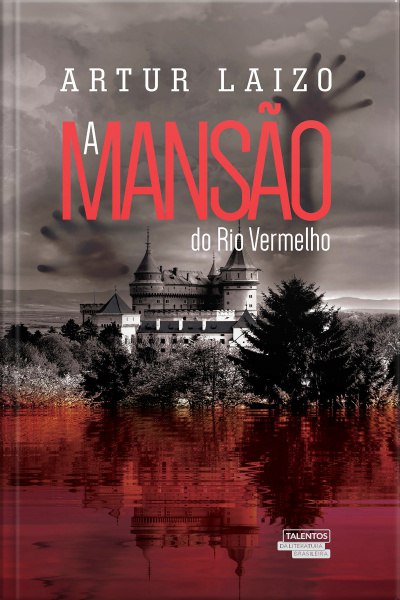 ARTUR LAIZO
A
MANSÃO
do Rio Vermelho
TALENTOS
DA LITERATURA
BRASILEIRA